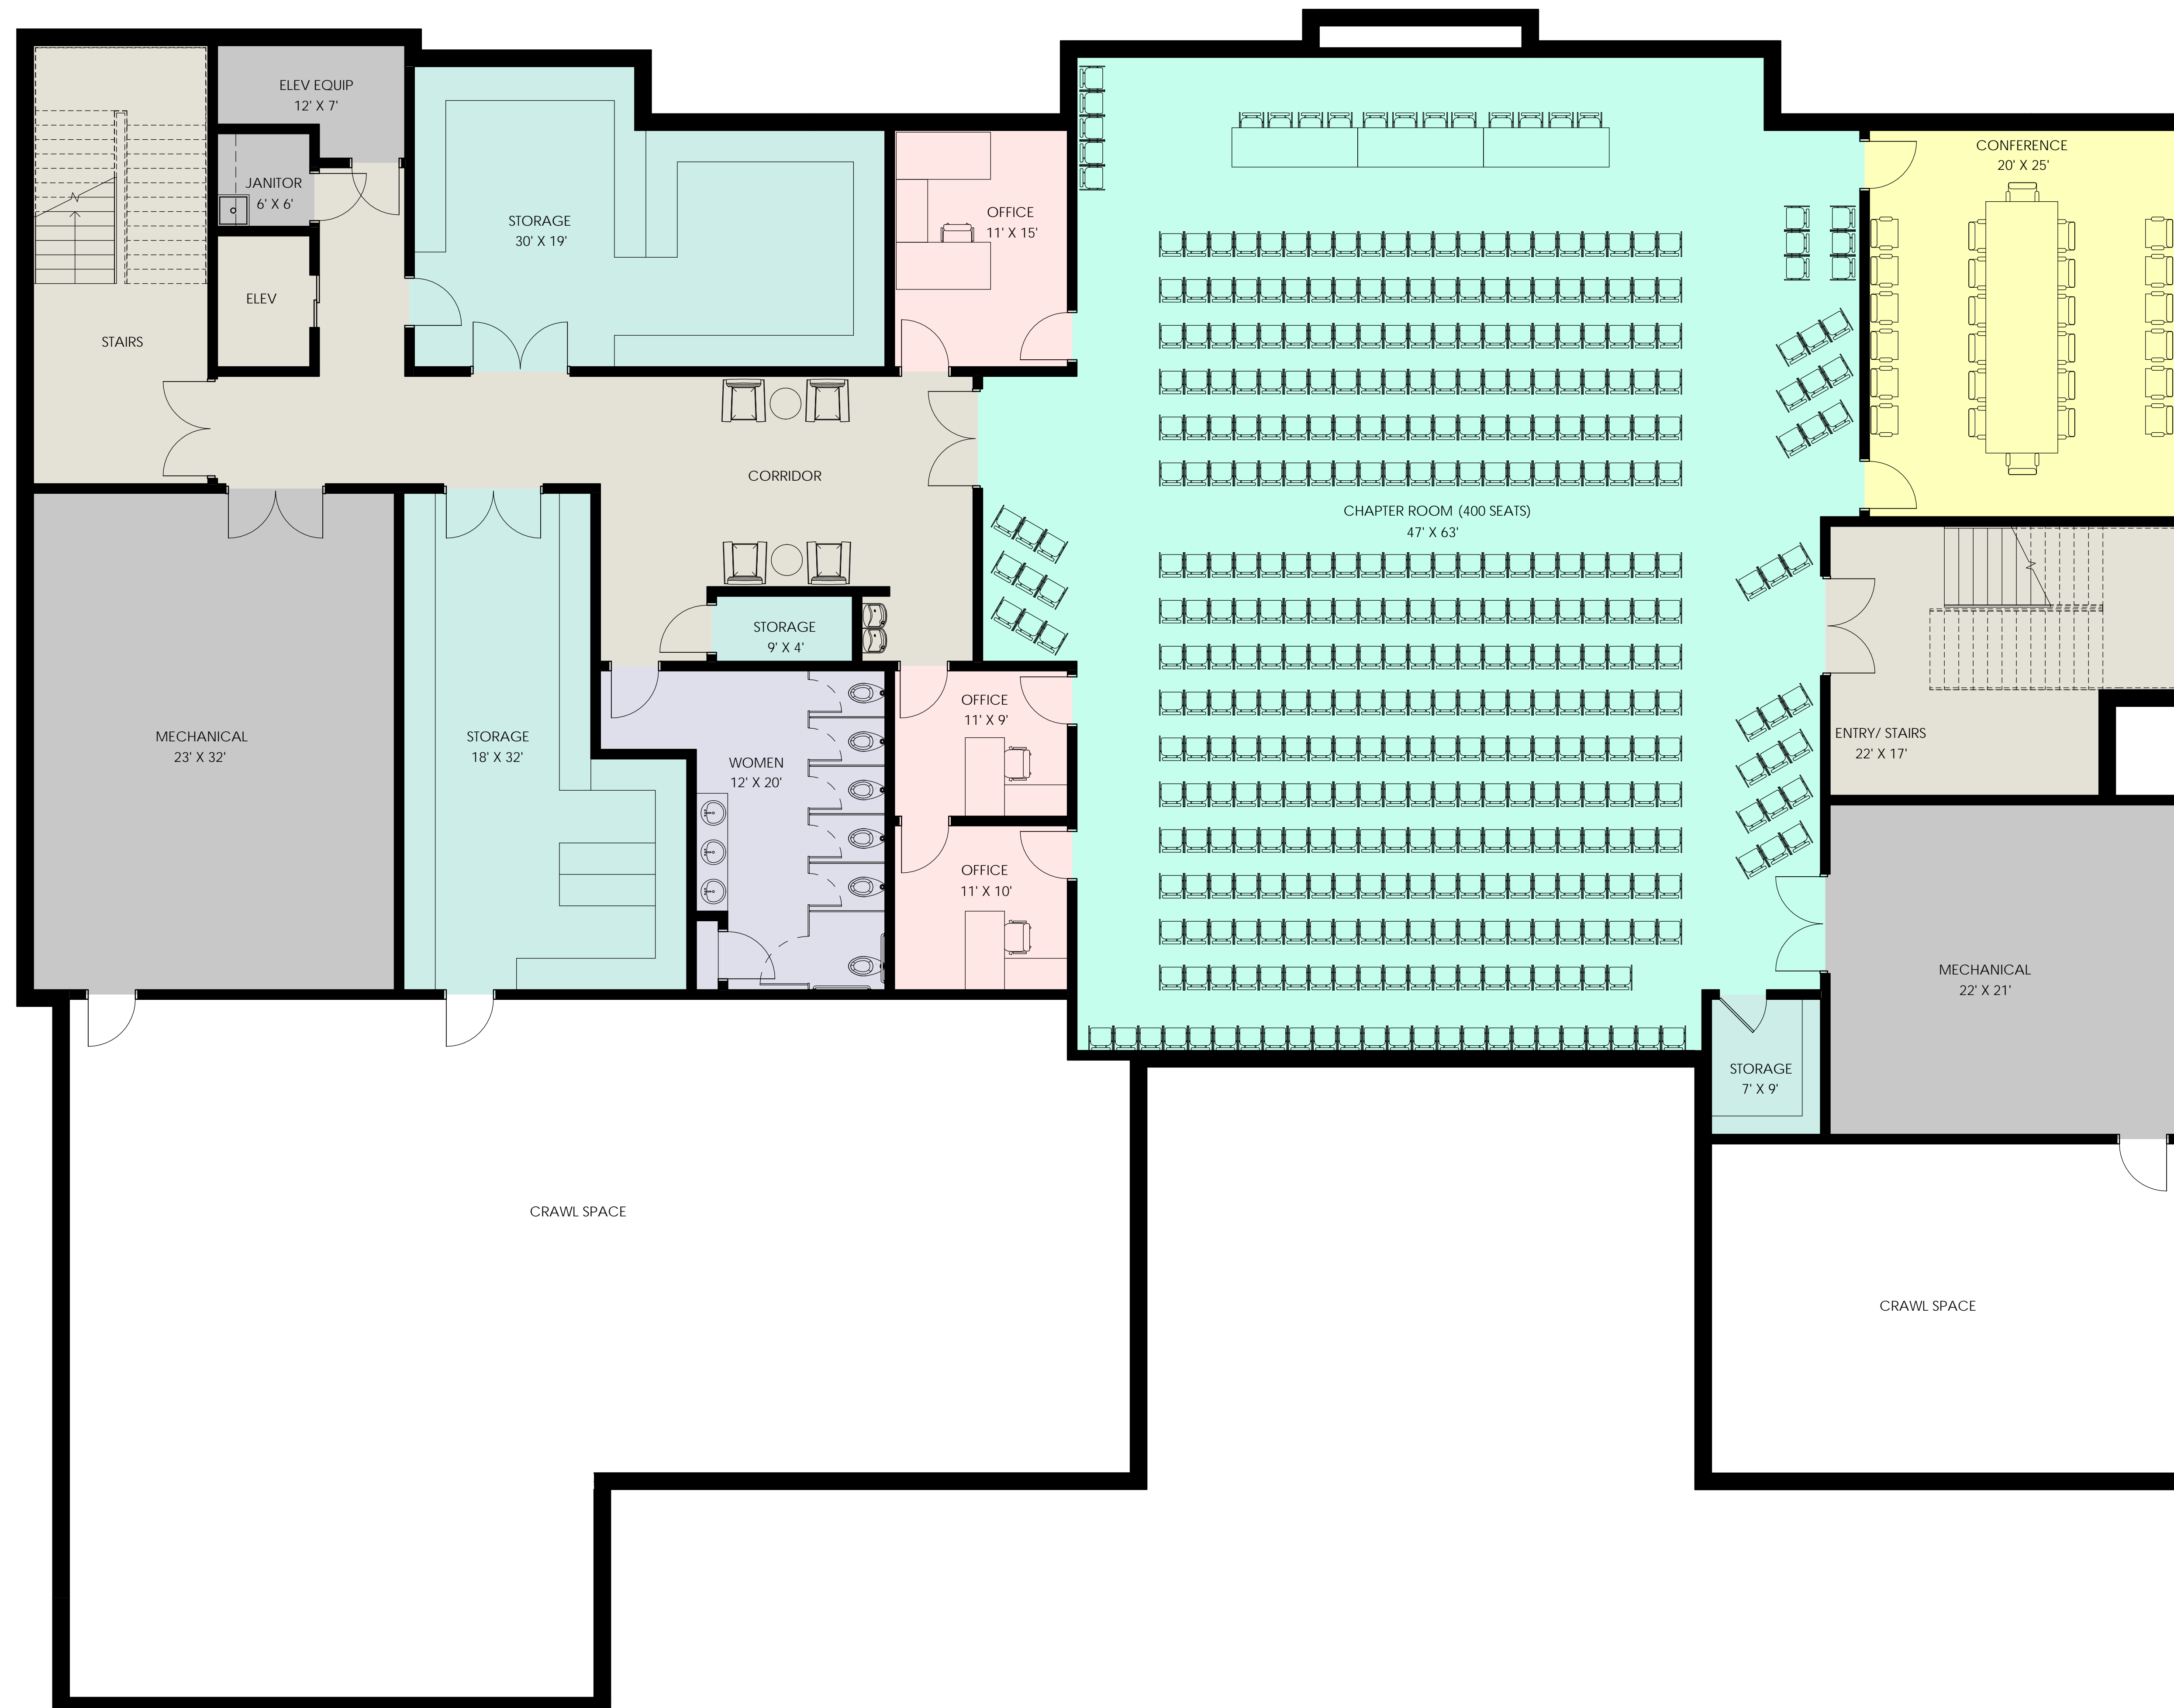 ELEV EQUIP
12' X 7'
JANITOR
6' X 6'
ELEV
STAIRS
STORAGE
30' X 19'
OFFICE
11' X 15'
CONFERENCE
20' X 25'
CORRIDOR
CHAPTER ROOM (400 SEATS)
47' X 63'
STORAGE
9' X 4'
MECHANICAL
23' X 32'
STORAGE
18' X 32'
WOMEN
12' X 20'
OFFICE
11' X 9'
OFFICE
11' X 10'
ENTRY/ STAIRS
22' X 17'
MECHANICAL
22' X 21'
STORAGE
7' X 9'
CRAWL SPACE
CRAWL SPACE